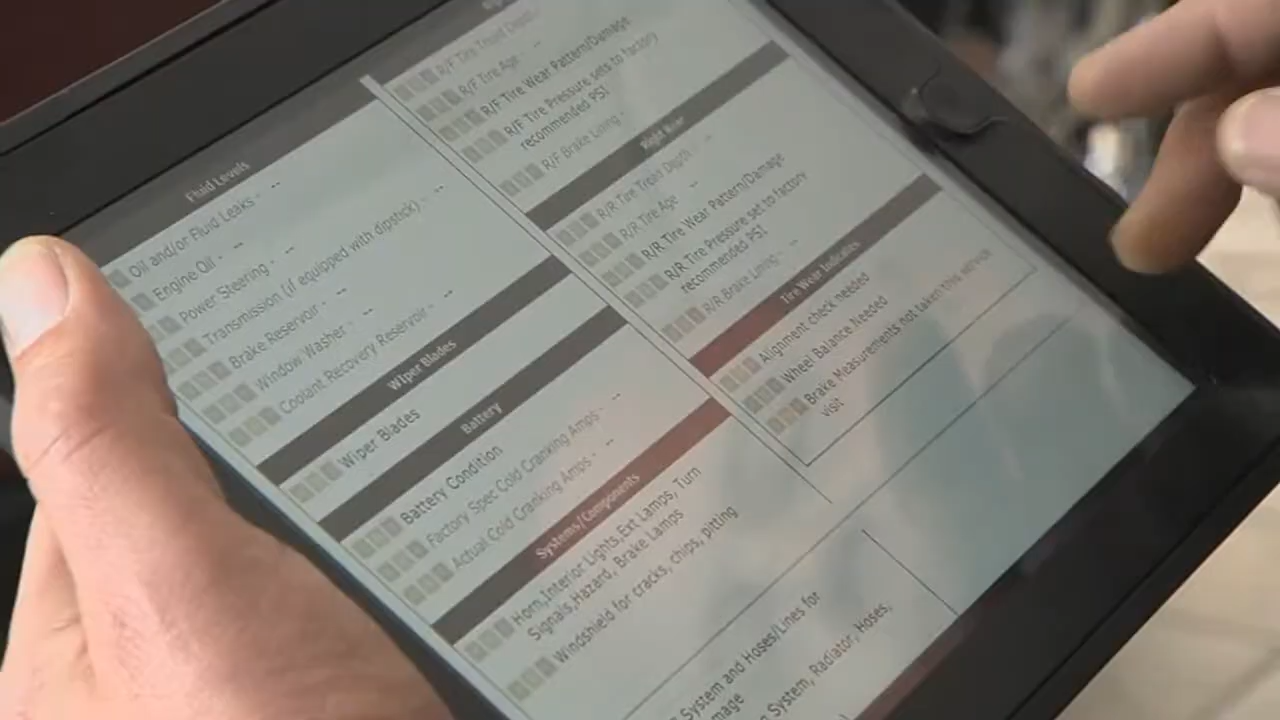 Fluid Levels
Oil and/or Fluid Leaks - --
Engine Oil - --
Power Steering - --
Transmission (if equipped with dipstick) - --
Brake Reservoir - --
Window Washer - --
Coolant Recovery Reservoir - --
Wiper Blades
Wiper Blades
Battery
Battery Condition
Factory Spec Cold Cranking Amps - --
Actual Cold Cranking Amps - --
Systems/Components
Horn,Interior Lights,Ext Lamps, Turn
Signals,Hazard, Brake Lamps
Windshield for cracks, chips, pitting
System and Hoses/Lines for
System, Radiator, Hoses,
R/F Tire Tread Depth
R/F Tire Age - --
R/F Tire Wear Pattern/Damage
R/F Tire Pressure sets to factory
recommended PSI
R/F Brake Lining -
Right Rear
R/R Tire Tread Depth - --
R/R Tire Age - --
R/R Tire Wear Pattern/Damage
R/R Tire Pressure set to factory
recommended PSI
R/R Brake Lining - --
Tire Wear Indicates
Alignment check needed
Wheel Balance Needed
Brake Measurements not taken this service
visit